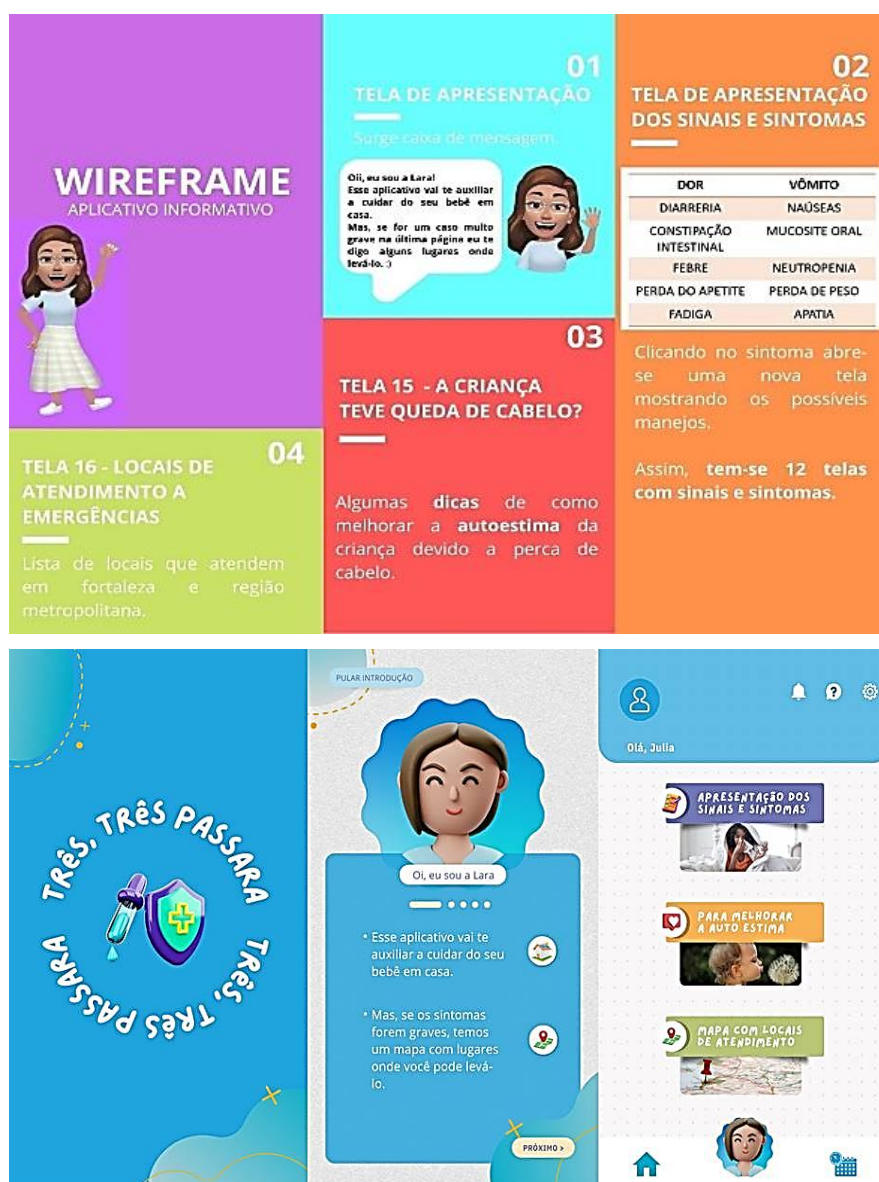 WIREFRAME
APLICATIVO INFORMATIVO
01
TELA DE APRESENTAÇÃO
Surge caixa de mensagem.
Oii, eu sou a Lara!
Esse aplicativo vai te auxiliar
a cuidar do seu bebê em
casa.
Mas, se for um caso muito
grave na última página eu te
digo alguns lugares onde
levá-lo. :)
02
TELA DE APRESENTAÇÃO
DOS SINAIS E SINTOMAS
DOR VÔMITO
DIARRERIA NAÚSEAS
CONSTIPAÇÃO MUCOSITE ORAL
INTESTINAL
FEBRE NEUTROPENIA
PERDA DO APETITE PERDA DE PESO
FADIGA APATIA
Clicando no sintoma abre-
se uma nova tela
mostrando os possíveis
manejos.
Assim, tem-se 12 telas
com sinais e sintomas.
03
TELA 15 - A CRIANÇA
TEVE QUEDA DE CABELO?
Algumas dicas de como
melhorar a autoestima da
criança devido a perca de
cabelo.
04
TELA 16 - LOCAIS DE
ATENDIMENTO A
EMERGÊNCIAS
Lista de locais que atendem
em fortaleza e região
metropolitana.
TRÊS, TRÊS PASSARA
TRÊS, TRÊS PASSARA
PULAR INTRODUÇÃO
Oi, eu sou a Lara
• Esse aplicativo vai te
auxiliar a cuidar do seu
bebê em casa.
• Mas, se os sintomas
forem graves, temos
um mapa com lugares
onde você pode levá-
lo.
PRÓXIMO >
Olá, Julia
APRESENTAÇÃO DOS
SINAIS E SINTOMAS
PARA MELHORAR
A AUTO ESTIMA
MAPA COM LOCAIS
DE ATENDIMENTO